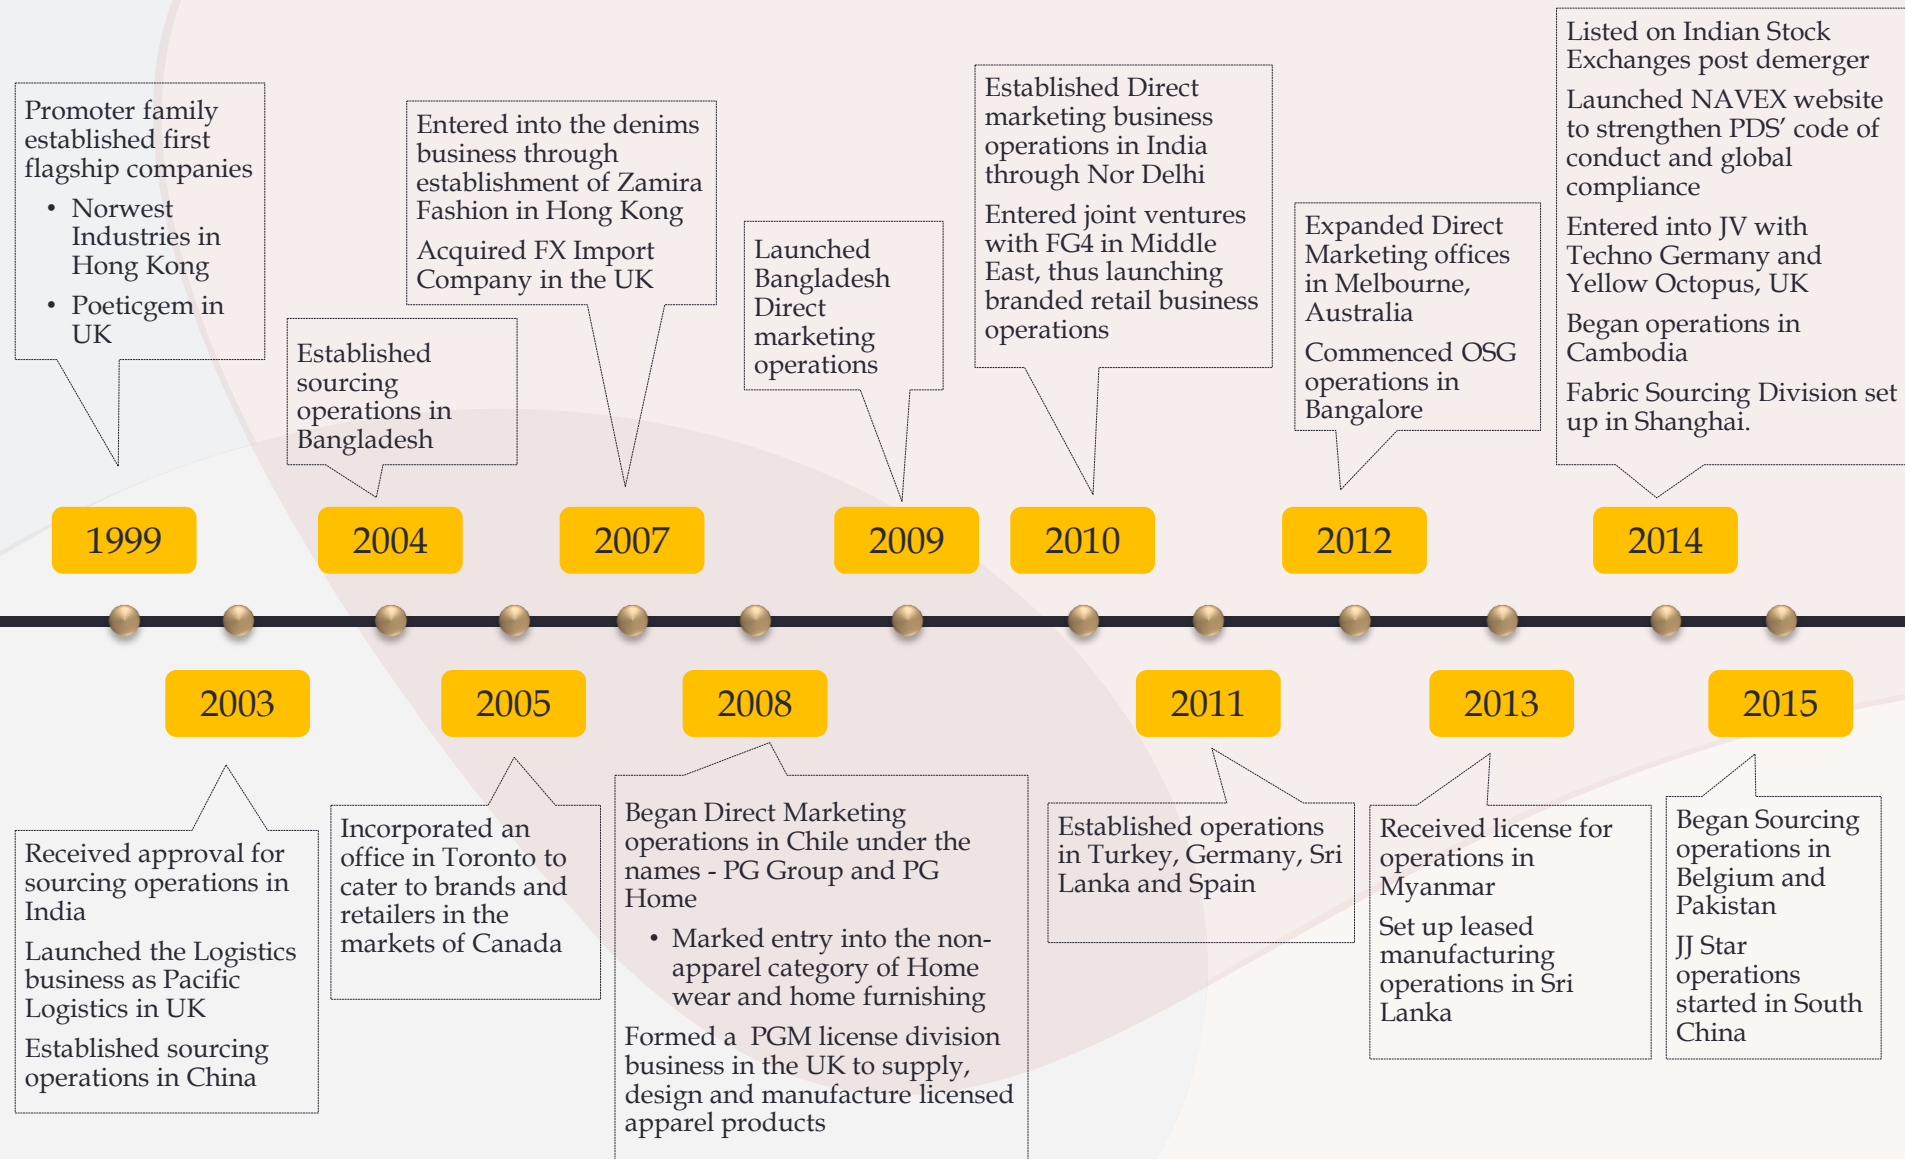 Promoter family
established first
flagship companies
• Norwest
Industries in
Hong Kong
• Poeticgem in
UK
Established
sourcing
operations in
Bangladesh
Entered into the denims
business through
establishment of Zamira
Fashion in Hong Kong
Acquired FX Import
Company in the UK
Launched
Bangladesh
Direct
marketing
operations
Established Direct
marketing business
operations in India
through Nor Delhi
Entered joint ventures
with FG4 in Middle
East, thus launching
branded retail business
operations
Expanded Direct
Marketing offices
in Melbourne,
Australia
Commenced OSG
operations in
Bangalore
Listed on Indian Stock
Exchanges post demerger
Launched NAVEX website
to strengthen PDS’ code of
conduct and global
compliance
Entered into JV with
Techno Germany and
Yellow Octopus, UK
Began operations in
Cambodia
Fabric Sourcing Division set
up in Shanghai.
1999
2004
2007
2009
2010
2012
2014
2003
2005
2008
2011
2013
2015
Received approval for
sourcing operations in
India
Launched the Logistics
business as Pacific
Logistics in UK
Established sourcing
operations in China
Incorporated an
office in Toronto to
cater to brands and
retailers in the
markets of Canada
Began Direct Marketing
operations in Chile under the
names - PG Group and PG
Home
• Marked entry into the non-
apparel category of Home
wear and home furnishing
Formed a PGM license division
business in the UK to supply,
design and manufacture licensed
apparel products
Established operations
in Turkey, Germany, Sri
Lanka and Spain
Received license for
operations in
Myanmar
Set up leased
manufacturing
operations in Sri
Lanka
Began Sourcing
operations in
Belgium and
Pakistan
JJ Star
operations
started in South
China